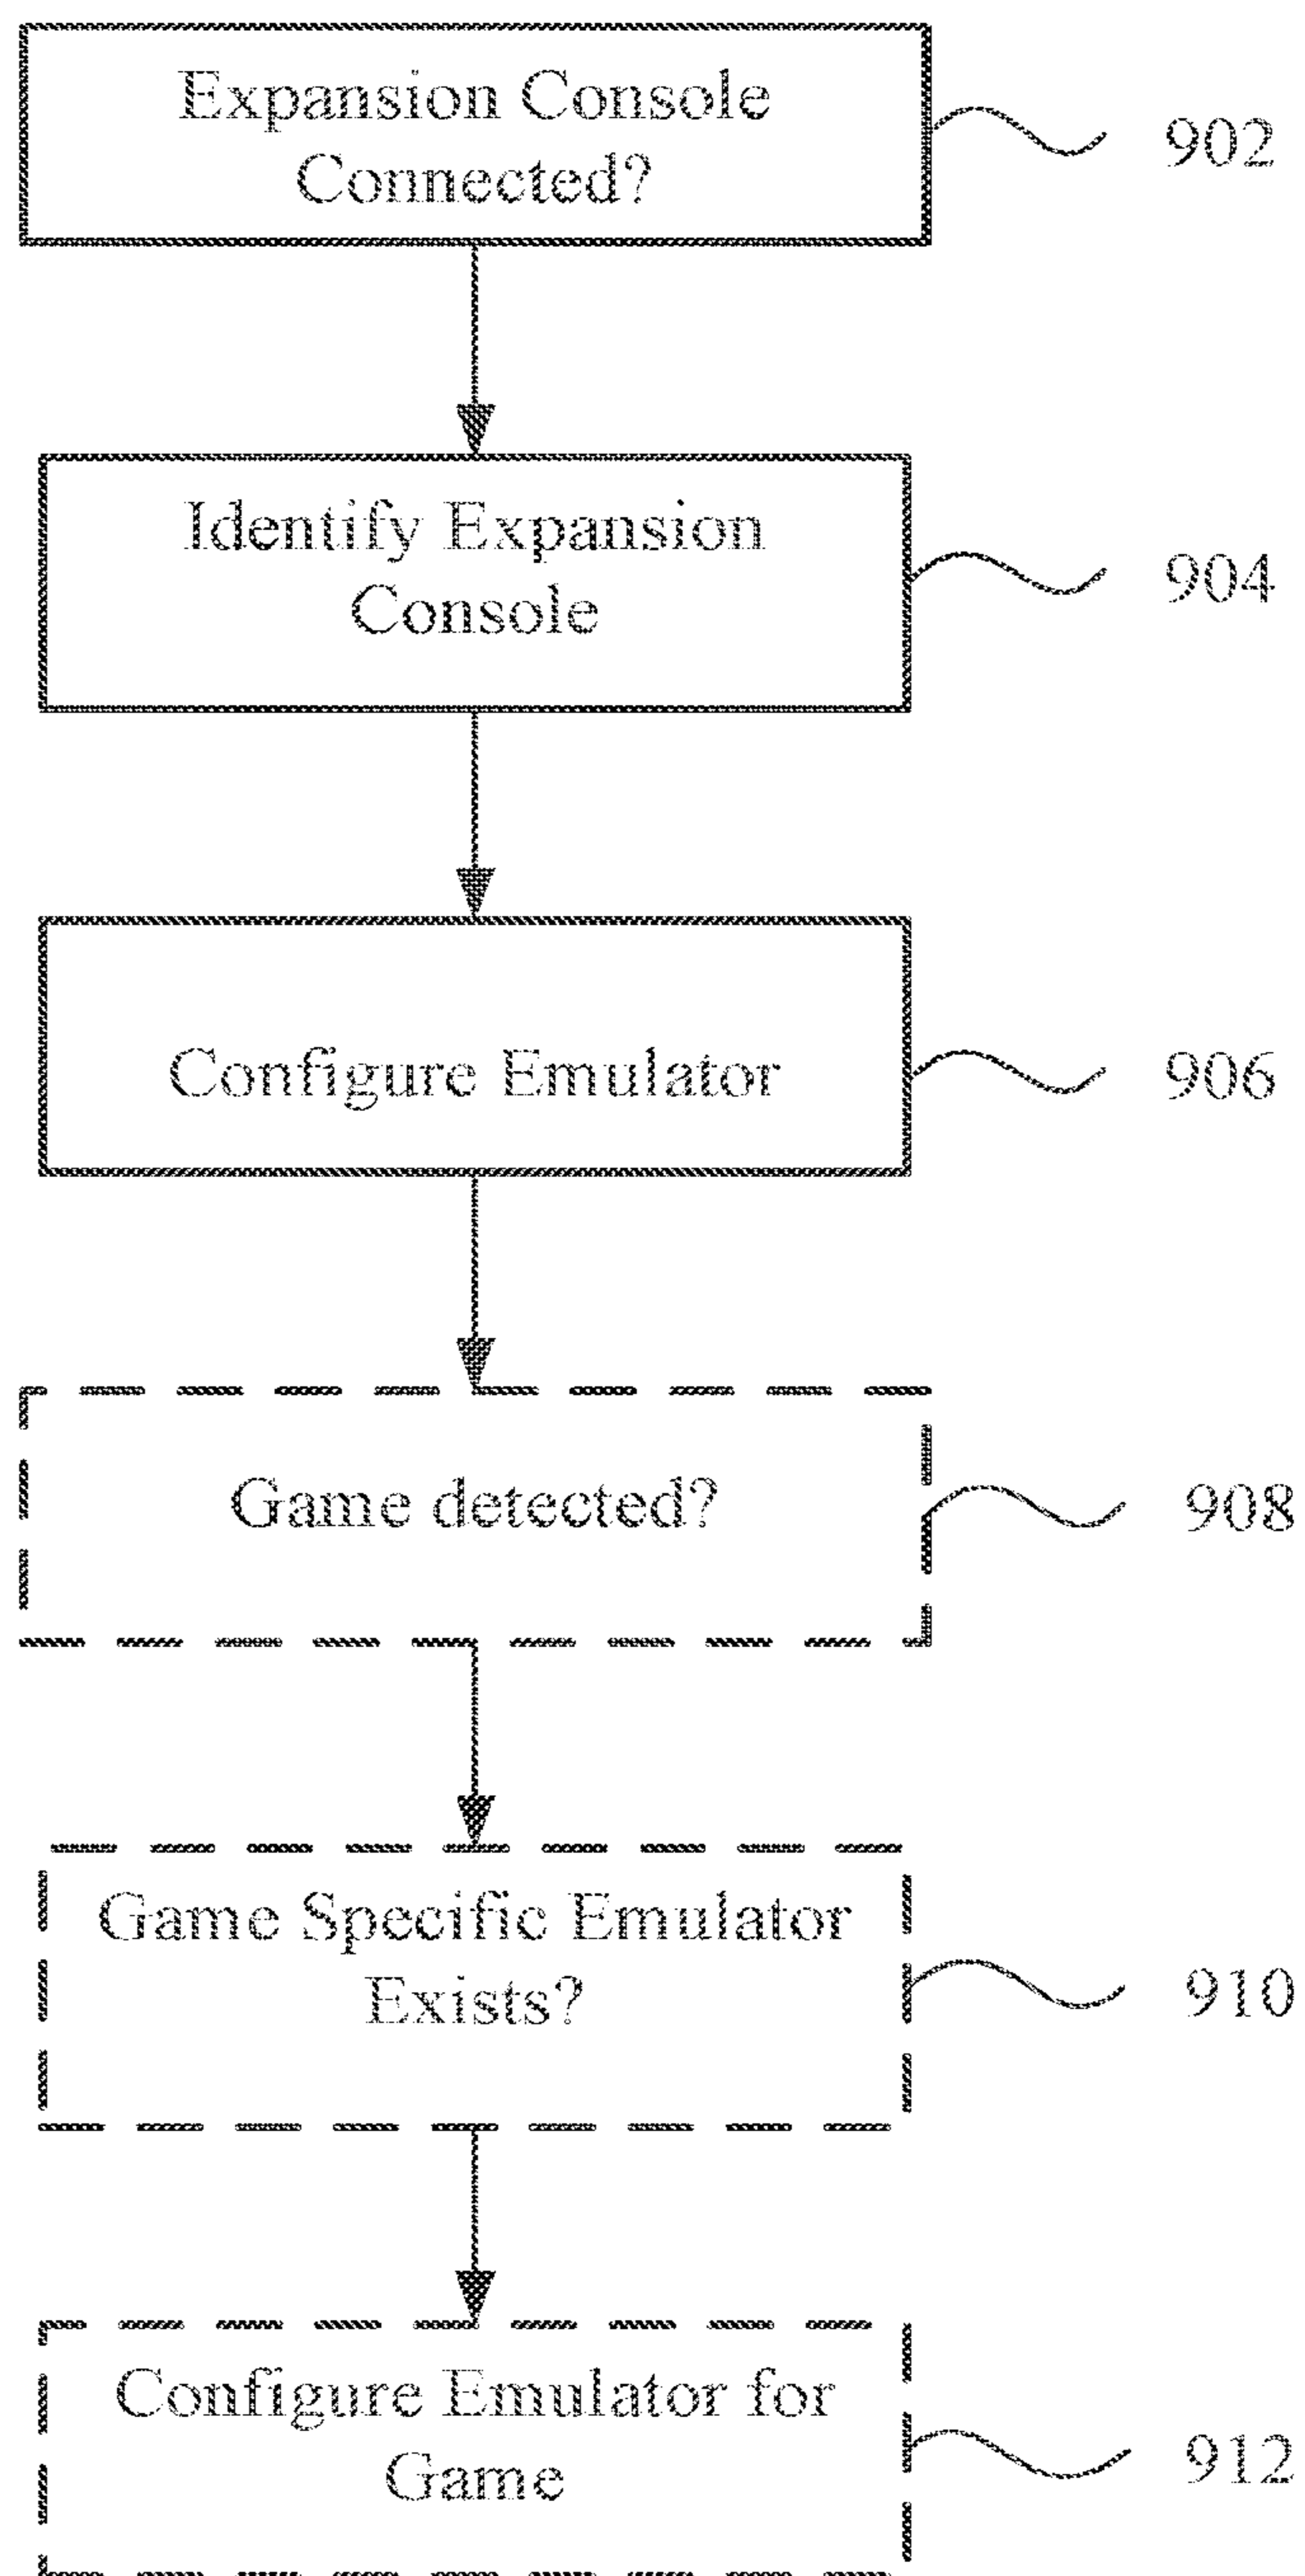 Expansion Console
Connected?
902
Identify Expansion
Console
904
Configure Emulator
906
Game detected?
908
Game Specific Emulator
Exists?
910
Configure Emulator for
Game
912